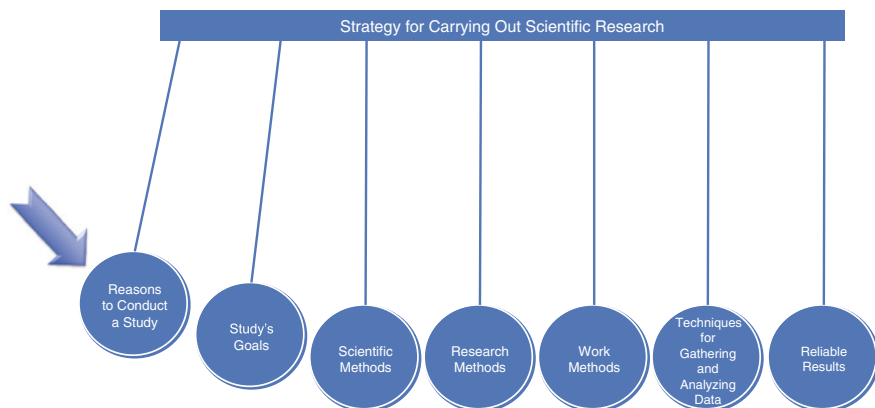 Strategy for Carrying Out Scientific Research
Reasons
to Conduct
a Study
Study's
Goals
Scientific
Methods
Research
Methods
Work
Methods
Techniques
for
Gathering
and
Analyzing
Data
Reliable
Results